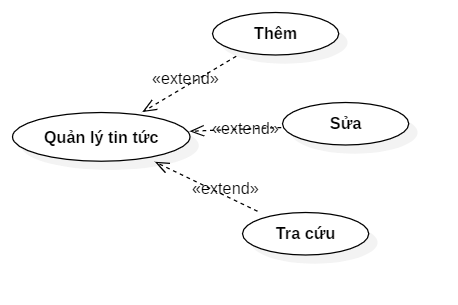 Thêm
«extend»
Quản lý tin tức
«extend»
Sửa
«extend»
Tra cứu